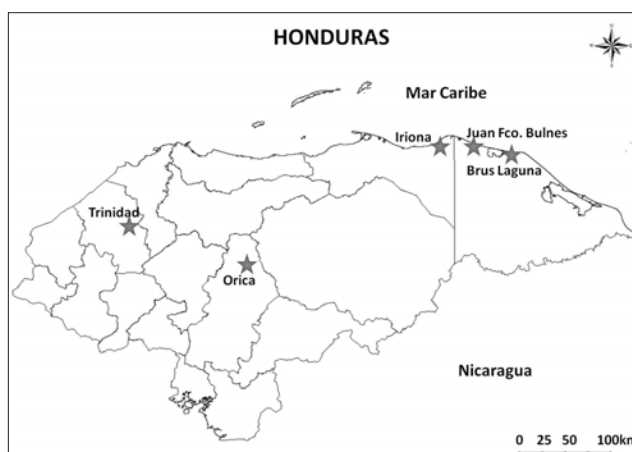 HONDURAS
N
Mar Caribe
Iriona
Juan Fco. Bulnes
Brus Laguna
Trinidad
Orica
Nicaragua
0 25 50 100km